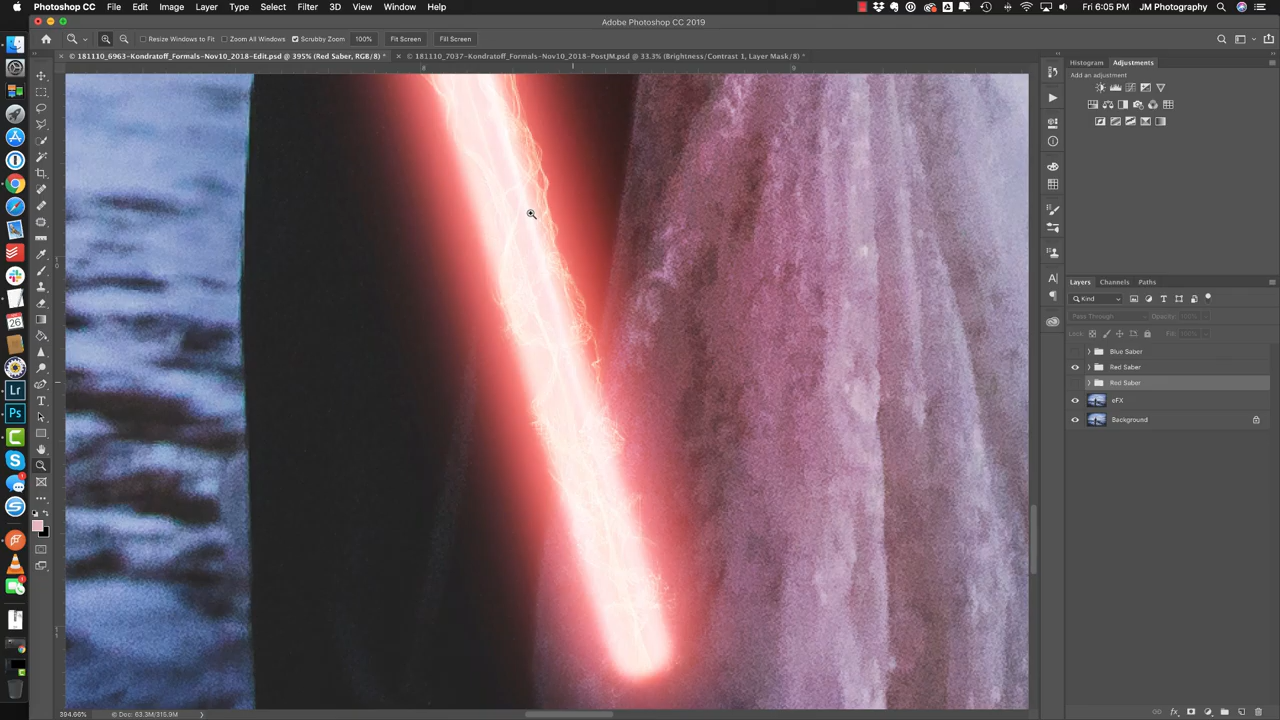 Photoshop CC File Edit Image Layer Type Select Filter 3D View Window Help Fri 6:05 PM JM Photography
Adobe Photoshop CC 2019
Resize Windows to Fit Zoom All Windows Scrubby Zoom 100% Fit Screen Fill Screen
181110_6963-Kondratoff_Formals-Nov10_2018-Edit.psd @ 395% (Red Saber, RGB/8) *
181110_7037-Kondratoff_Formals-Nov10_2018-PostJM.psd @ 33.3% (Brightness/Contrast 1, Layer Mask/8) *
Histogram Adjustments
Add an adjustment
Layers Channels Paths
Kind
Pass Through Opacity: 100%
Lock: Fill: 100%
Blue Saber
Red Saber
Red Saber
eFX
Background
394.66% Doc: 63.3M/315.9M